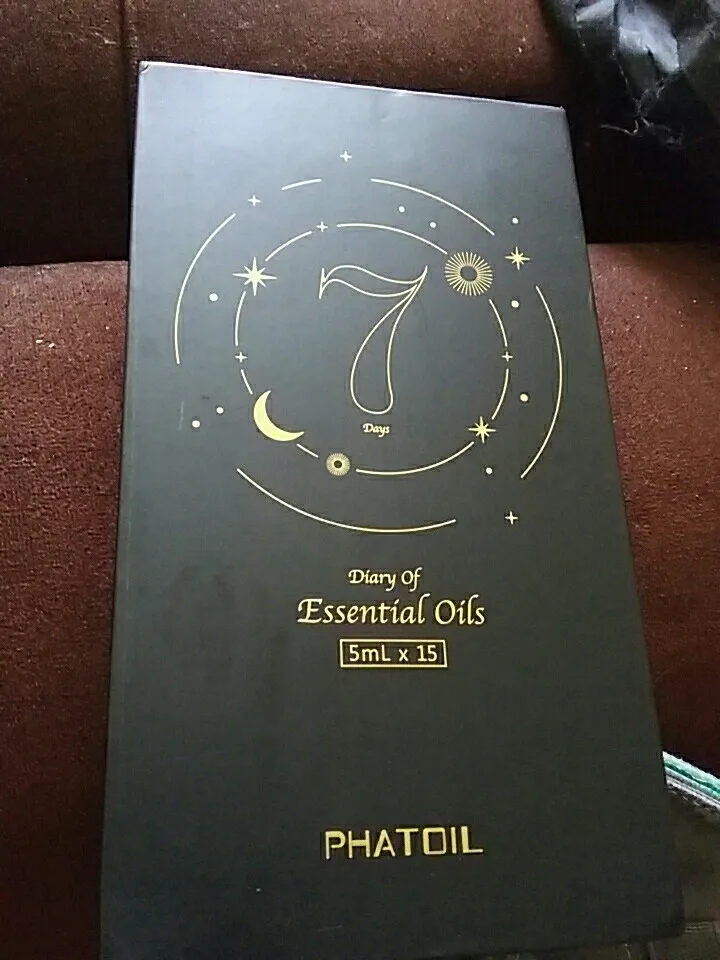 7
Days
Diary Of
Essential Oils
5mL x 15
PHATOIL